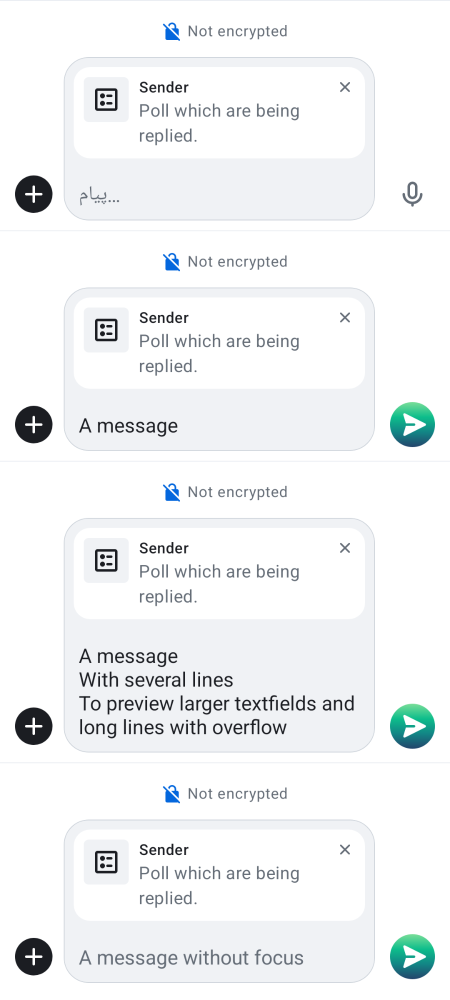 Not encrypted
Sender
Poll which are being
replied.
پیام…
Not encrypted
Sender
Poll which are being
replied.
A message
Not encrypted
Sender
Poll which are being
replied.
A message
With several lines
To preview larger textfields and
long lines with overflow
Not encrypted
Sender
Poll which are being
replied.
A message without focus